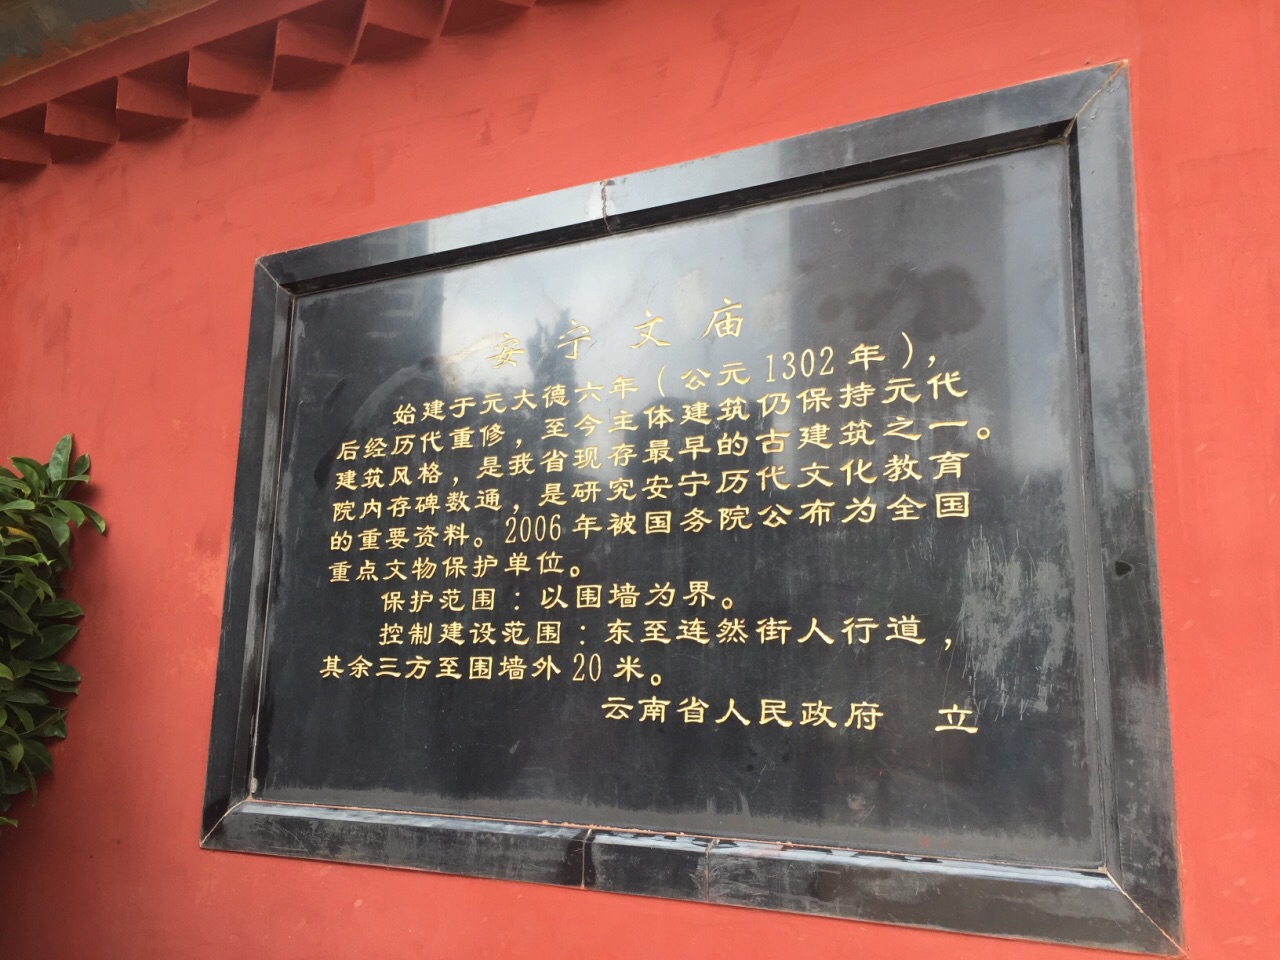 安宁文庙
始建于元大德六年（公元1302年），
后经历代重修，至今主体建筑仍保持元代
建筑风格，是我省现存最早的古建筑之一。
院内存碑数通，是研究安宁历代文化教育
的重要资料。2006年被国务院公布为全国
重点文物保护单位。
保护范围：以围墙为界。
控制建设范围：东至连然街人行道，
其余三方至围墙外20米。
云南省人民政府 立